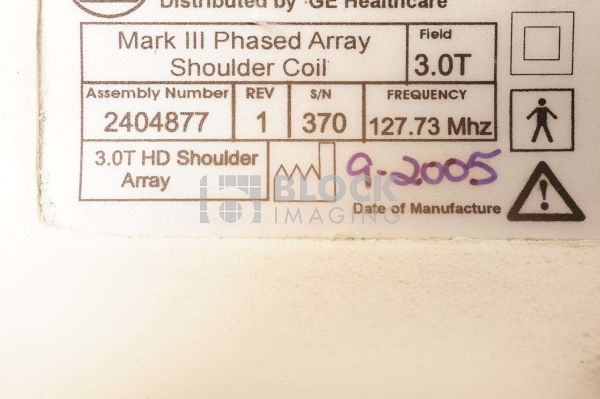 Distributed by GE Healthcare
Mark III Phased Array
Shoulder Coil
Field
3.0T
Assembly Number
2404877
REV
1
S/N
370
FREQUENCY
127.73 Mhz
3.0T HD Shoulder
Array
9-2005
Date of Manufacture
BLOCK
IMAGING